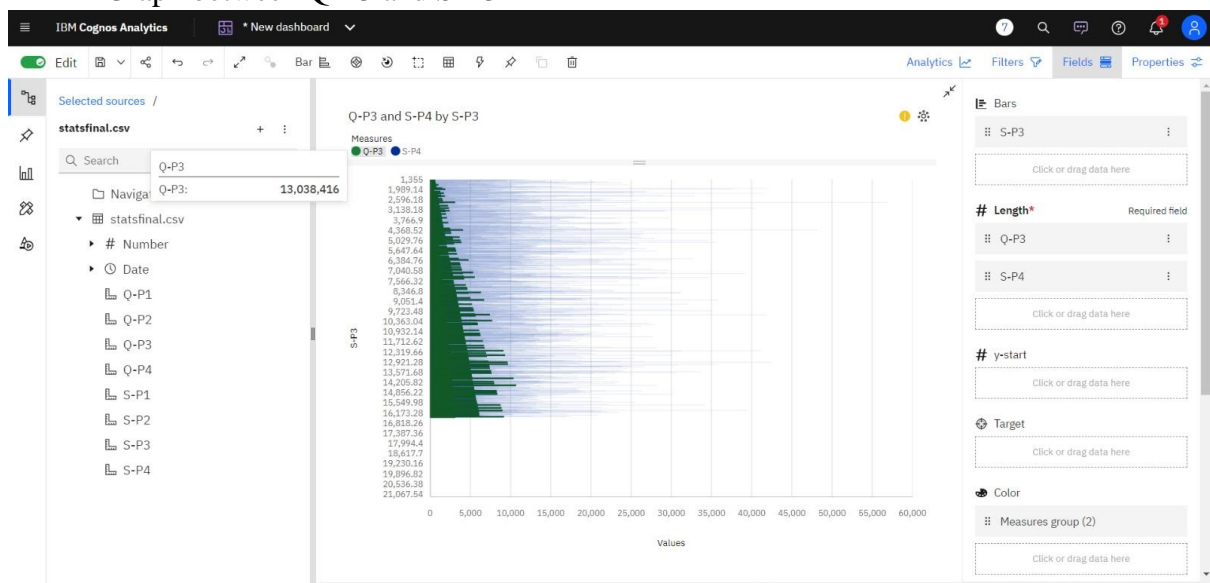 IBM Cognos Analytics
* New dashboard
7
1
Edit
Bar
Analytics
Filters
Fields
Properties
Selected sources /
statsfinal.csv
Search
Q-P3
Q-P3: 13,038,416
statsfinal.csv
# Number
Date
Q-P1
Q-P2
Q-P3
Q-P4
S-P1
S-P2
S-P3
S-P4
Q-P3 and S-P4 by S-P3
Measures
Q-P3 S-P4
S-P3
1,355
1,989.14
2,596.18
3,138.18
3,766.9
4,368.52
5,029.76
5,647.64
6,384.76
7,040.58
7,566.32
8,346.8
9,051.4
9,723.48
10,363.04
10,932.14
11,712.62
12,319.66
12,921.28
13,571.68
14,205.82
14,856.22
15,549.98
16,173.28
16,818.26
17,387.36
17,994.4
18,617.7
19,230.16
19,896.82
20,536.38
21,067.54
0 5,000 10,000 15,000 20,000 25,000 30,000 35,000 40,000 45,000 50,000 55,000 60,000
Values
Bars
S-P3
Click or drag data here
# Length* Required field
Q-P3
S-P4
Click or drag data here
# y-start
Click or drag data here
Target
Click or drag data here
Color
Measures group (2)
Click or drag data here